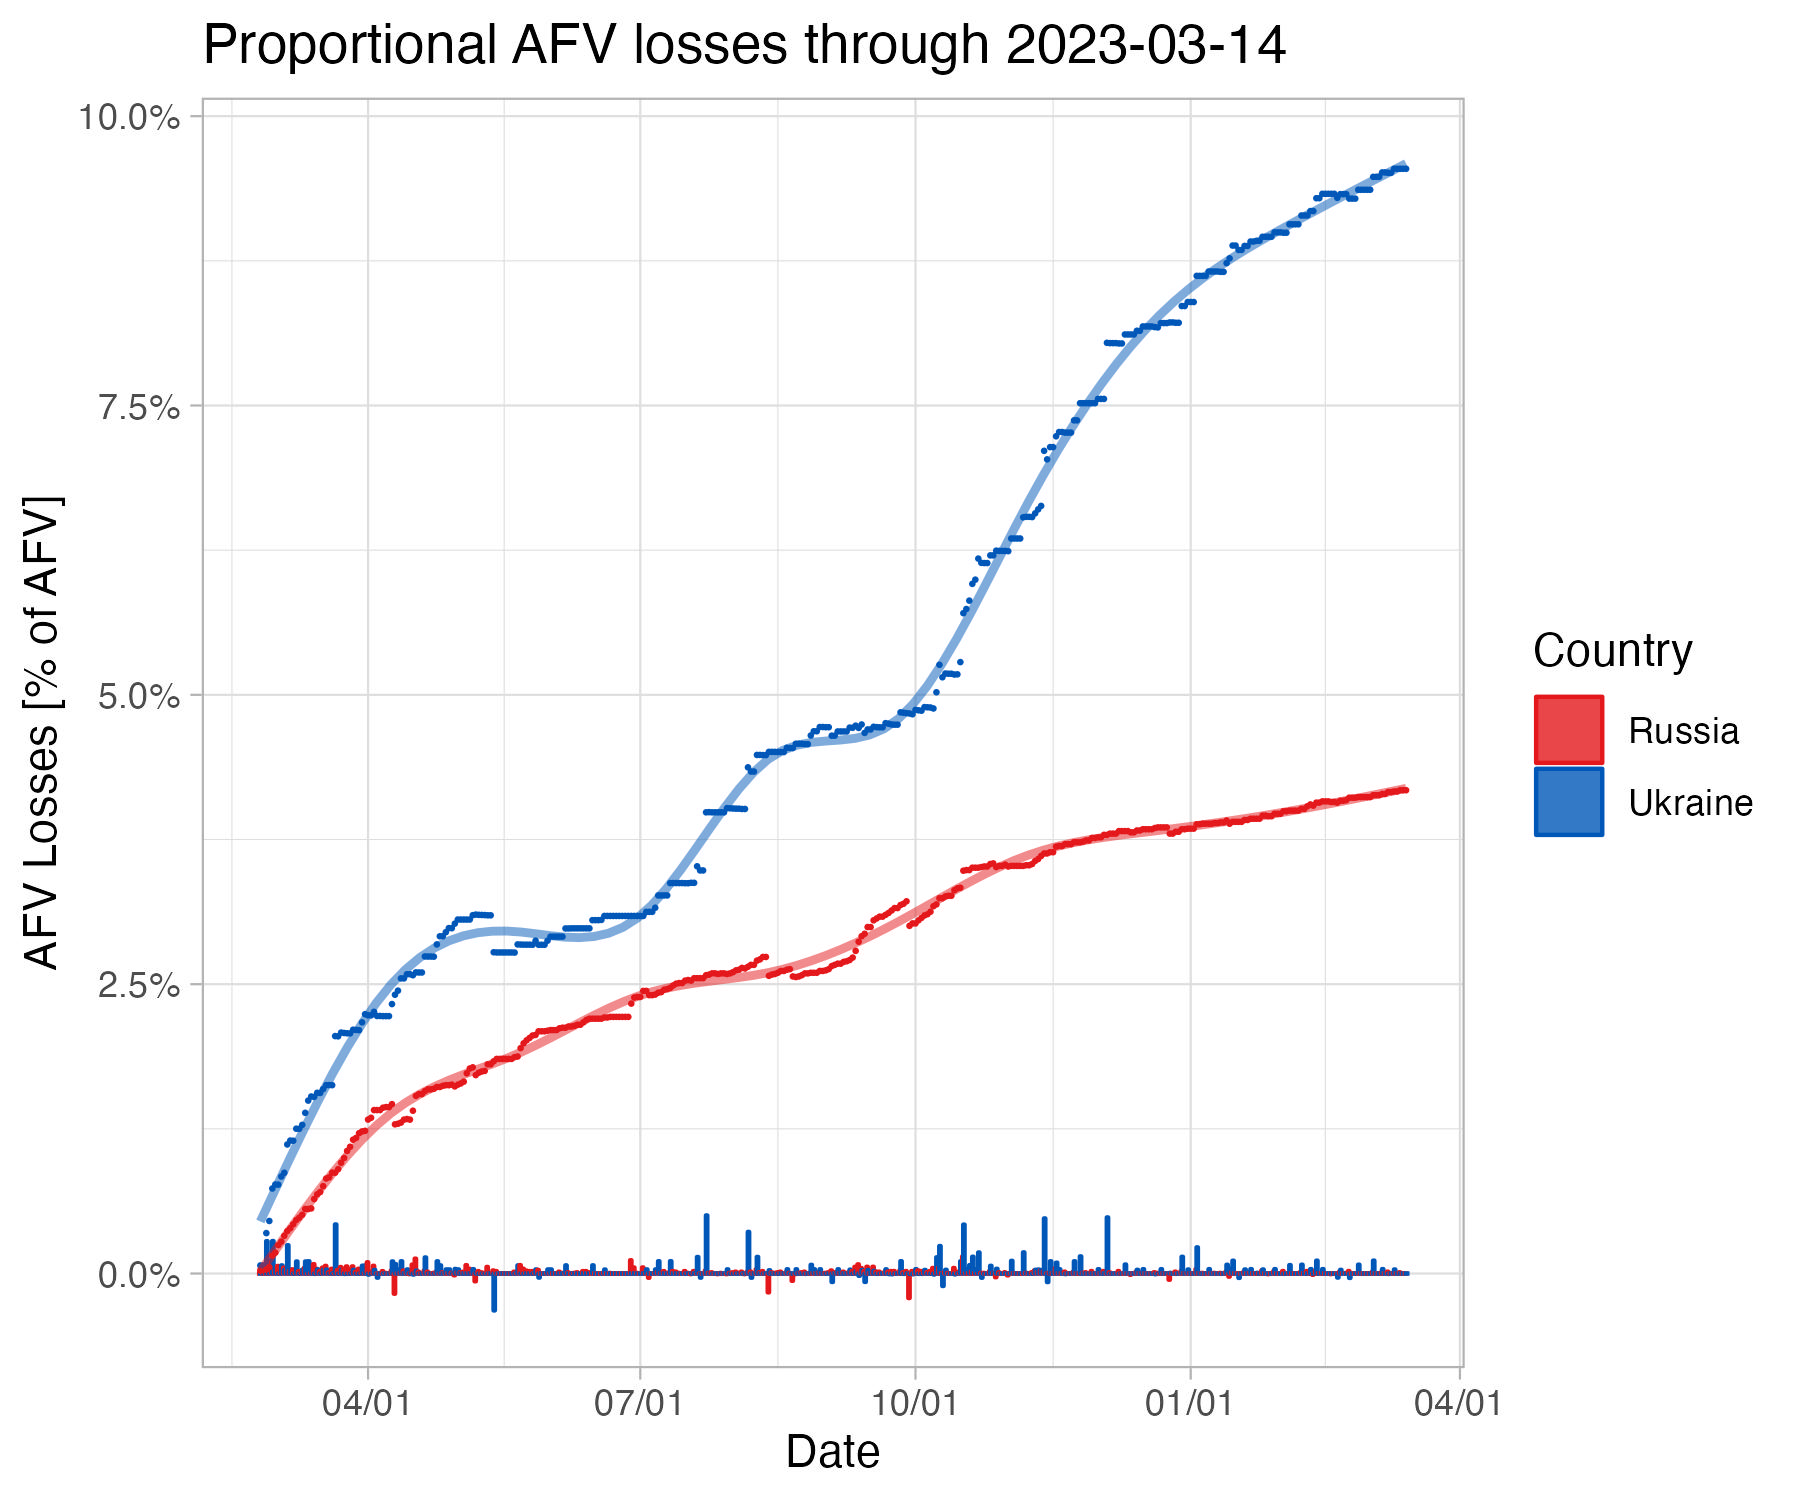 Proportional AFV losses through 2023-03-14
10.0%
7.5%
5.0%
2.5%
0.0%
AFV Losses [% of AFV]
04/01
07/01
10/01
01/01
04/01
Date
Country
Russia
Ukraine